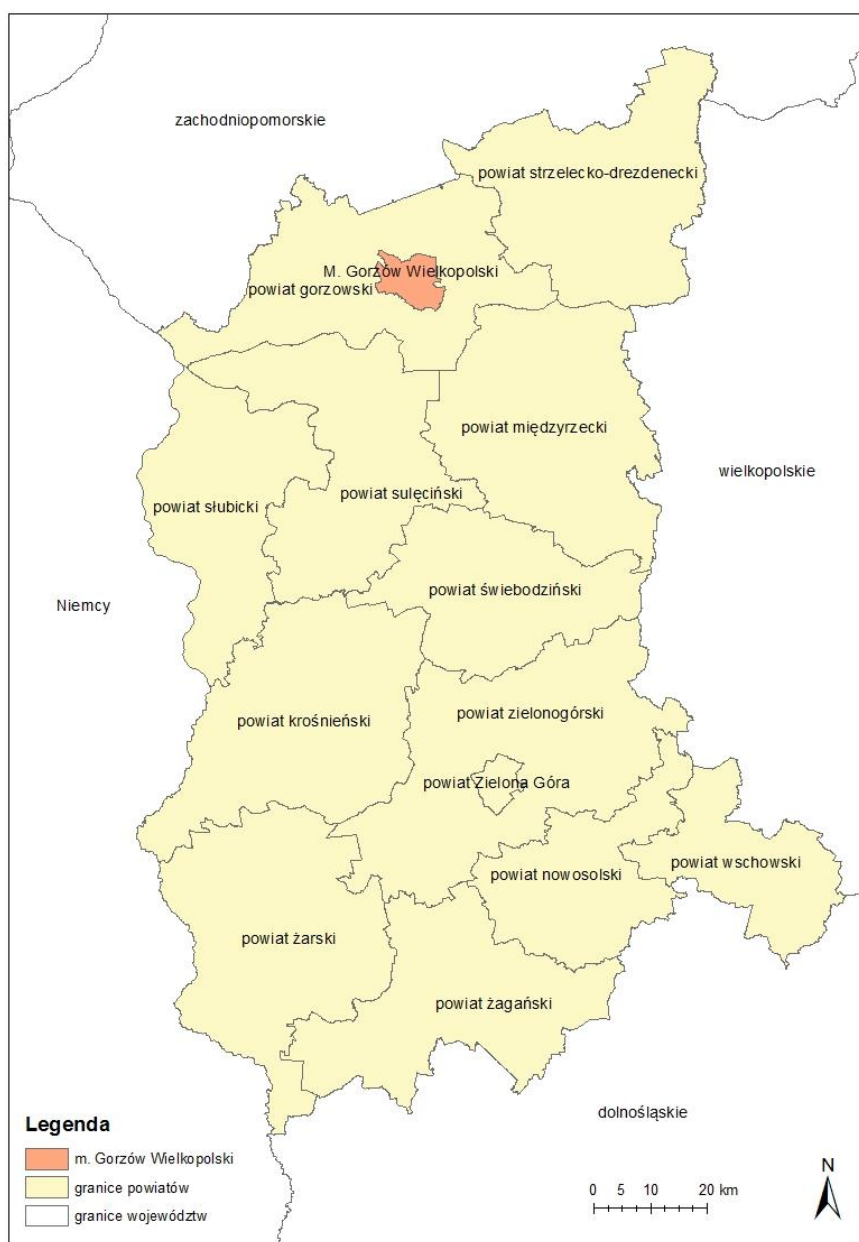 zachodniopomorskie
powiat strzelecko-drezdenecki
M. Gorzów Wielkopolski
powiat gorzowski
powiat międzyrzecki
wielkopolskie
powiat sulęciński
powiat słubicki
powiat świebodziński
Niemcy
powiat zielonogórski
powiat krośnieński
powiat Zielona Góra
powiat wschowski
powiat nowosolski
powiat żarski
powiat żagański
dolnośląskie
Legenda
m. Gorzów Wielkopolski
granice powiatów
granice województw
0 5 10 20 km
N